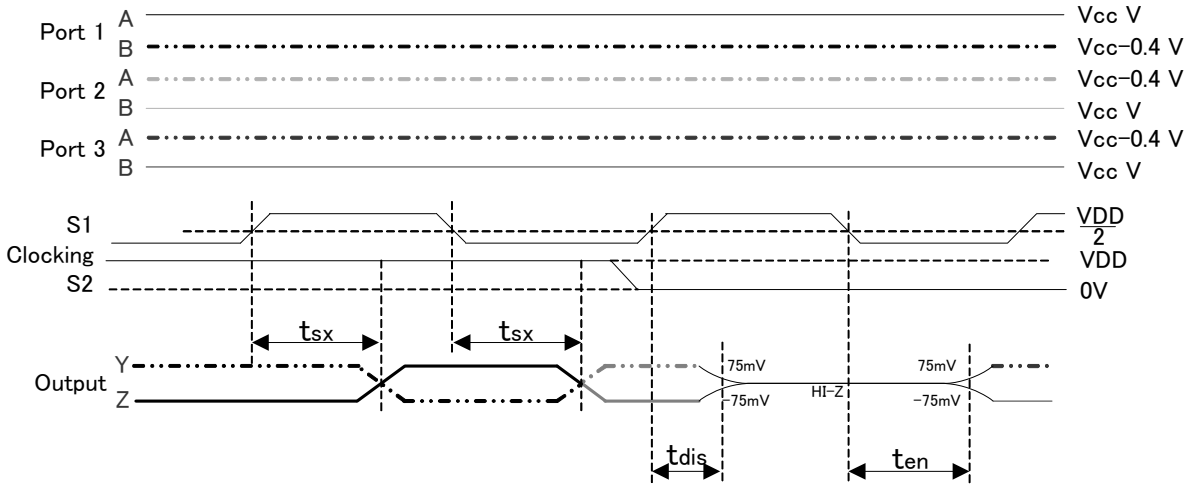 Port 1 A Vcc V
B Vcc-0.4 V
Port 2 A Vcc-0.4 V
B Vcc V
Port 3 A Vcc-0.4 V
B Vcc V
S1 VDD
2
Clocking VDD
S2 0V
tsx tsx
Output Y 75mV 75mV
HI-Z
Z -75mV -75mV
tdis ten